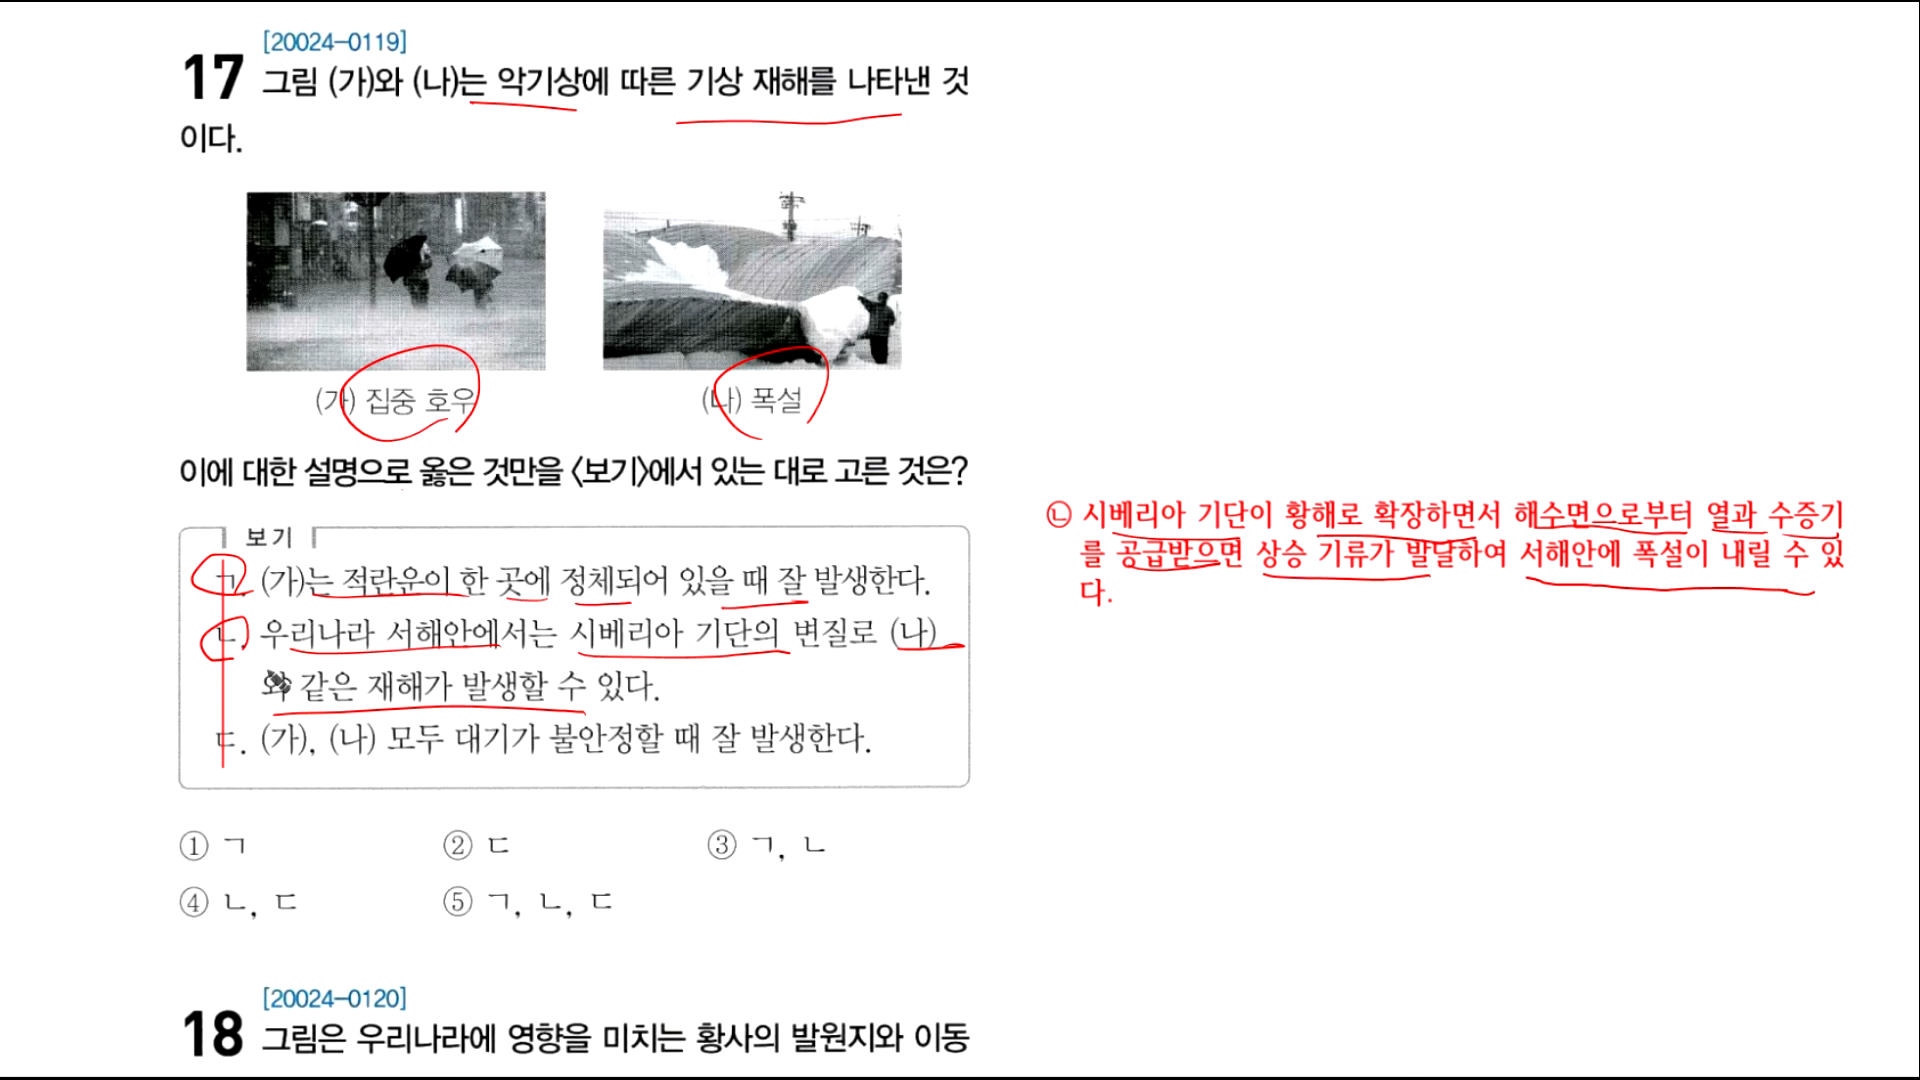 [20024-0119]
17 그림 (가)와 (나)는 악기상에 따른 기상 재해를 나타낸 것
이다.
(가) 집중 호우
(나) 폭설
이에 대한 설명으로 옳은 것만을 〈보기〉에서 있는 대로 고른 것은?
보기
ㄱ. (가)는 적란운이 한 곳에 정체되어 있을 때 잘 발생한다.
ㄴ. 우리나라 서해안에서는 시베리아 기단의 변질로 (나)
와 같은 재해가 발생할 수 있다.
ㄷ. (가), (나) 모두 대기가 불안정할 때 잘 발생한다.
① ㄱ ② ㄷ ③ ㄱ, ㄴ
④ ㄴ, ㄷ ⑤ ㄱ, ㄴ, ㄷ
㉡ 시베리아 기단이 황해로 확장하면서 해수면으로부터 열과 수증기
를 공급받으면 상승 기류가 발달하여 서해안에 폭설이 내릴 수 있
다.
[20024-0120]
18 그림은 우리나라에 영향을 미치는 황사의 발원지와 이동